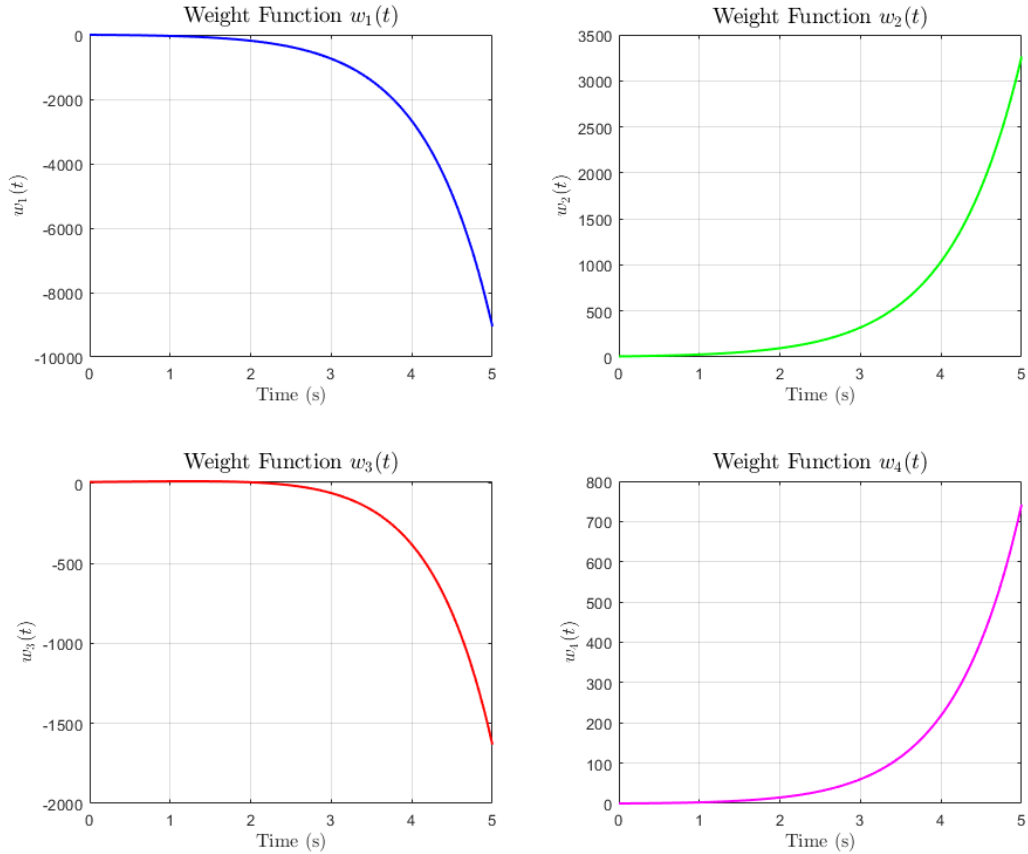 Weight Function w₁(t)
0
-2000
-4000
-6000
-8000
-10000
w₁(t)
0 1 2 3 4 5
Time (s)
Weight Function w₂(t)
3500
3000
2500
2000
1500
1000
500
0
w₂(t)
0 1 2 3 4 5
Time (s)
Weight Function w₃(t)
0
-500
-1000
-1500
-2000
w₃(t)
0 1 2 3 4 5
Time (s)
Weight Function w₄(t)
800
700
600
500
400
300
200
100
0
w₄(t)
0 1 2 3 4 5
Time (s)